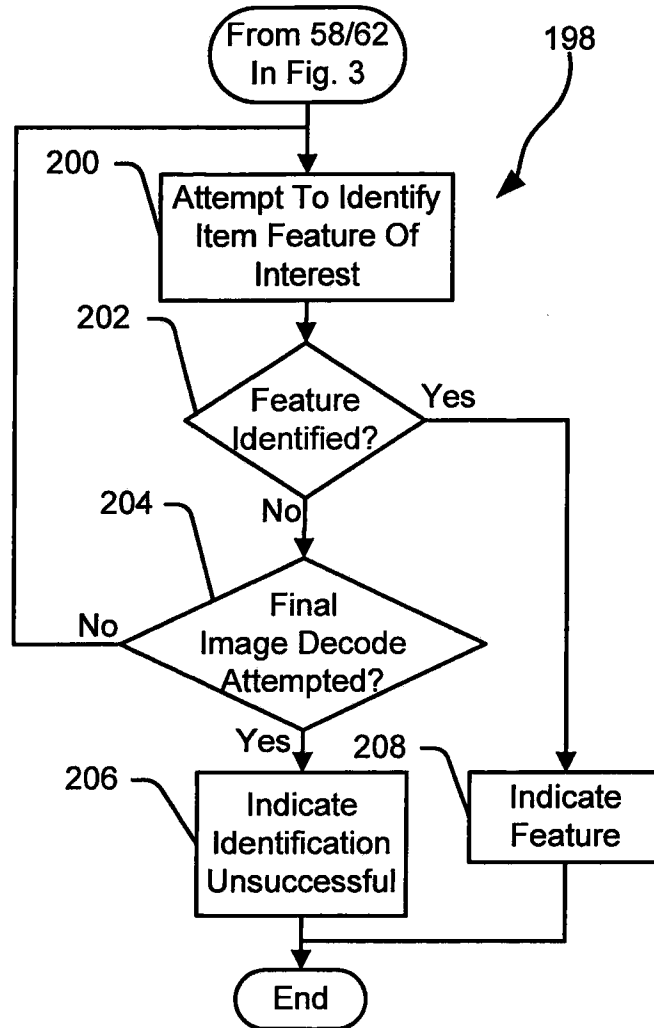 From 58/62
In Fig. 3
198
200
Attempt To Identify
Item Feature Of
Interest
202
Feature
Identified?
Yes
No
204
Final
Image Decode
Attempted?
No
Yes
206
Indicate
Identification
Unsuccessful
208
Indicate
Feature
End